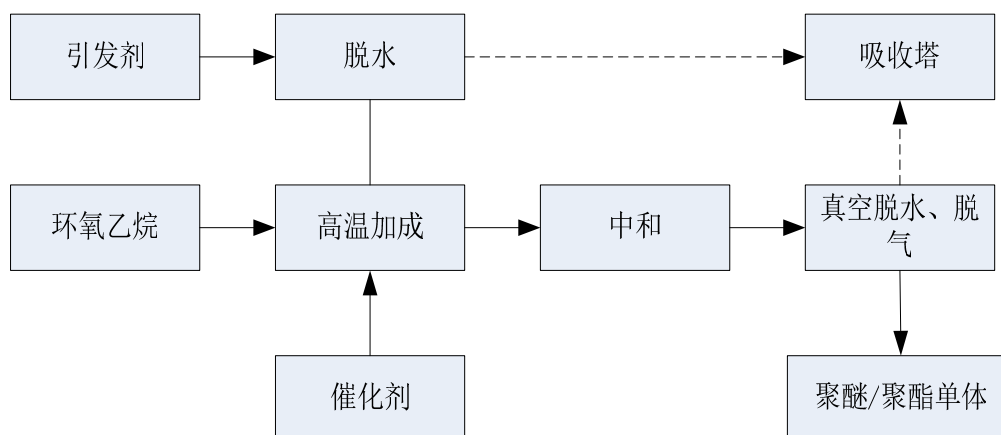 引发剂
脱水
吸收塔
环氧乙烷
高温加成
中和
真空脱水、脱
气
催化剂
聚醚/聚酯单体